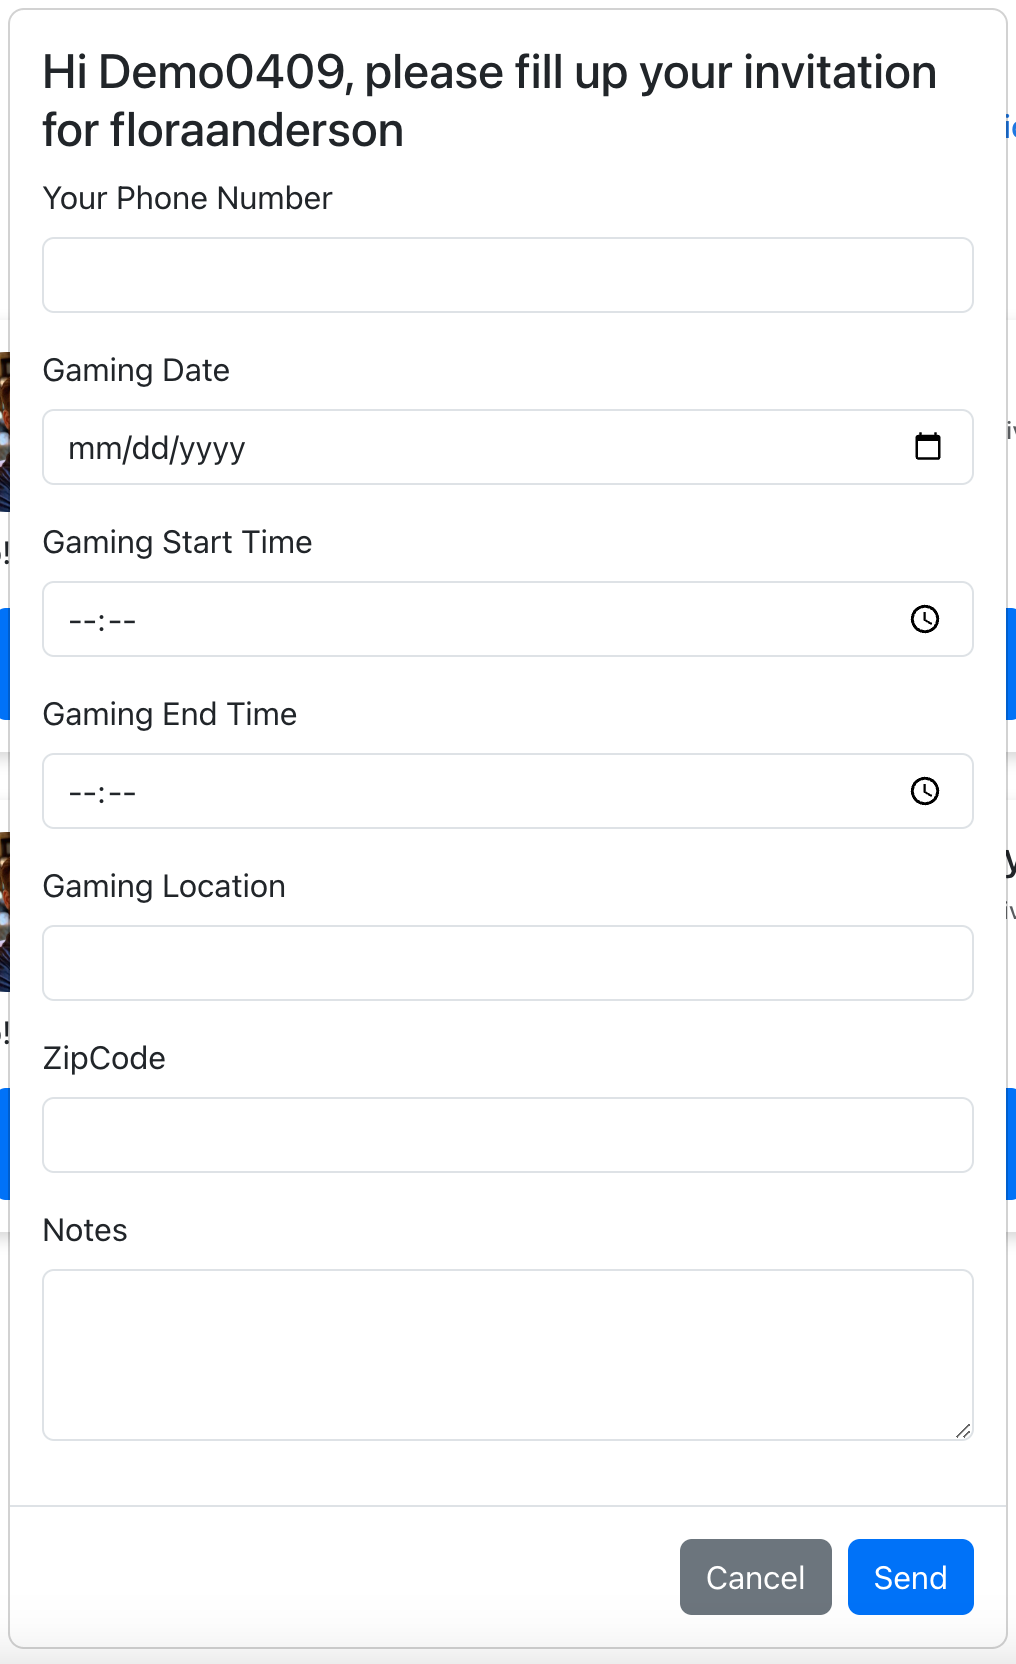 Hi Demo0409, please fill up your invitation
for floraanderson
Your Phone Number
Gaming Date
mm/dd/yyyy
Gaming Start Time
--:--
Gaming End Time
--:--
Gaming Location
ZipCode
Notes
Cancel
Send